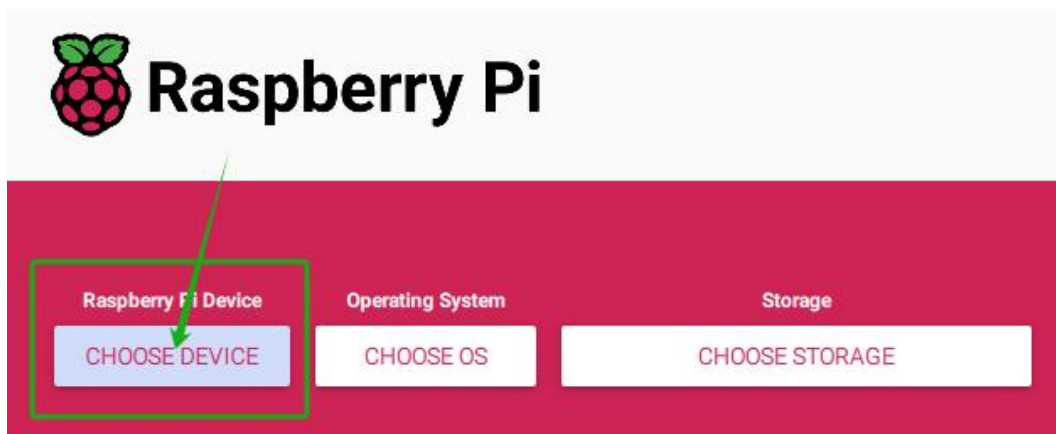 Raspberry Pi
Raspberry Pi Device
Operating System
Storage
CHOOSE DEVICE
CHOOSE OS
CHOOSE STORAGE